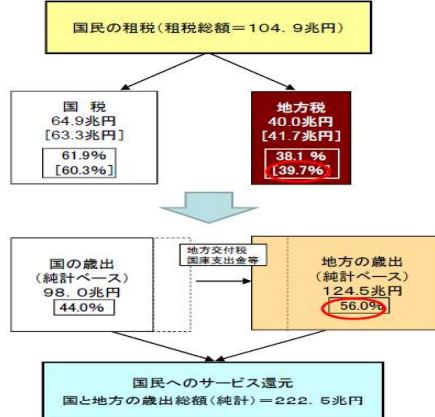 国民の租税(租税総額=104.9兆円)
国 税
64.9兆円
[63.3兆円]
61.9%
[60.3%]
地方税
40.0兆円
[41.7兆円]
38.1 %
[39.7%]
国の歳出
(純計ベース)
98.0兆円
44.0%
地方交付税
国庫支出金等
地方の歳出
(純計ベース)
124.5兆円
56.0%
国民へのサービス還元
国と地方の歳出総額(純計)=222.5兆円